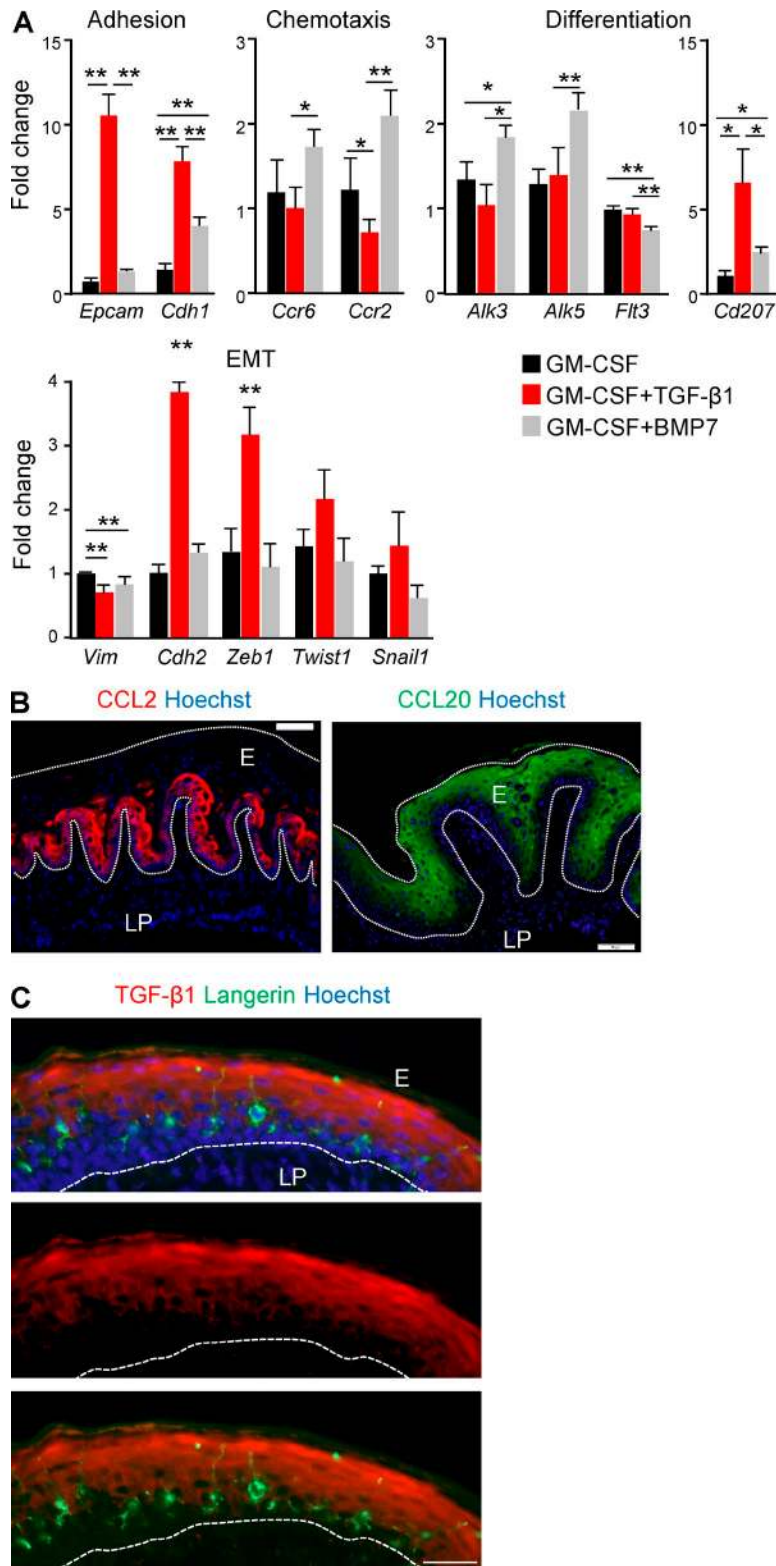 A
Adhesion
Chemotaxis
Differentiation
Fold change
15
10
5
0
** **
**
** **
Epcam Cdh1
3
2
1
0
*
**
*
Ccr6 Ccr2
3
2
1
0
*
*
**
**
**
Alk3 Alk5 Flt3
15
10
5
0
*
* *
Cd207
EMT
Fold change
4
3
2
1
0
**
**
**
**
Vim Cdh2 Zeb1 Twist1 Snail1
GM-CSF
GM-CSF+TGF-β1
GM-CSF+BMP7
B
CCL2 Hoechst
E
LP
CCL20 Hoechst
E
LP
C
TGF-β1 Langerin Hoechst
E
LP